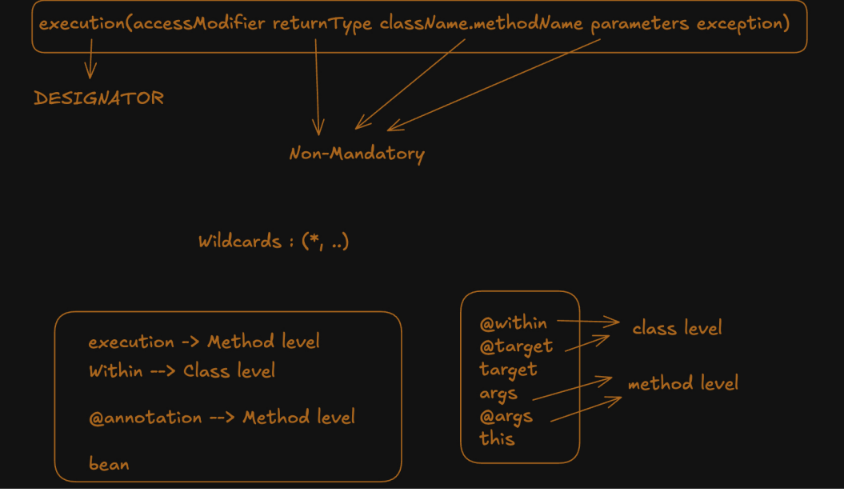 execution(accessModifier returnType className.methodName parameters exception)
DESIGNATOR
Non-Mandatory
Wildcards : (*, ..)
execution -> Method level
Within --> Class level
@annotation --> Method level
bean
@within
@target
target
args
@args
this
class level
method level